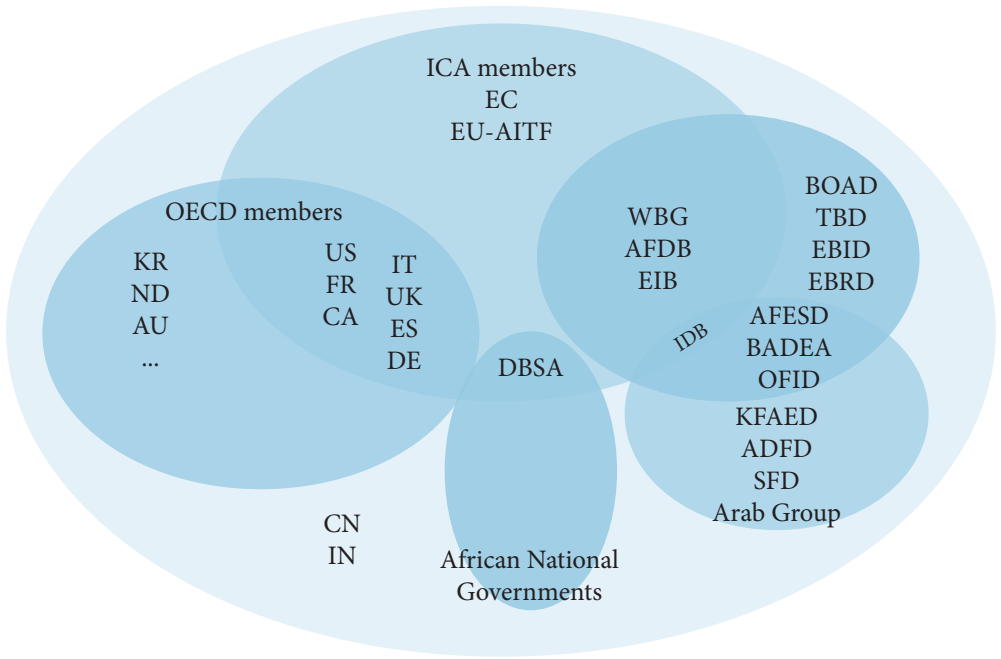 ICA members
EC
EU-AITF
OECD members
KR
ND
AU
...
US
FR
CA
IT
UK
ES
DE
WBG
AFDB
EIB
BOAD
TBD
EBID
EBRD
IDB
AFESD
BADEA
OFID
KFAED
ADFD
SFD
Arab Group
DBSA
CN
IN
African National
Governments